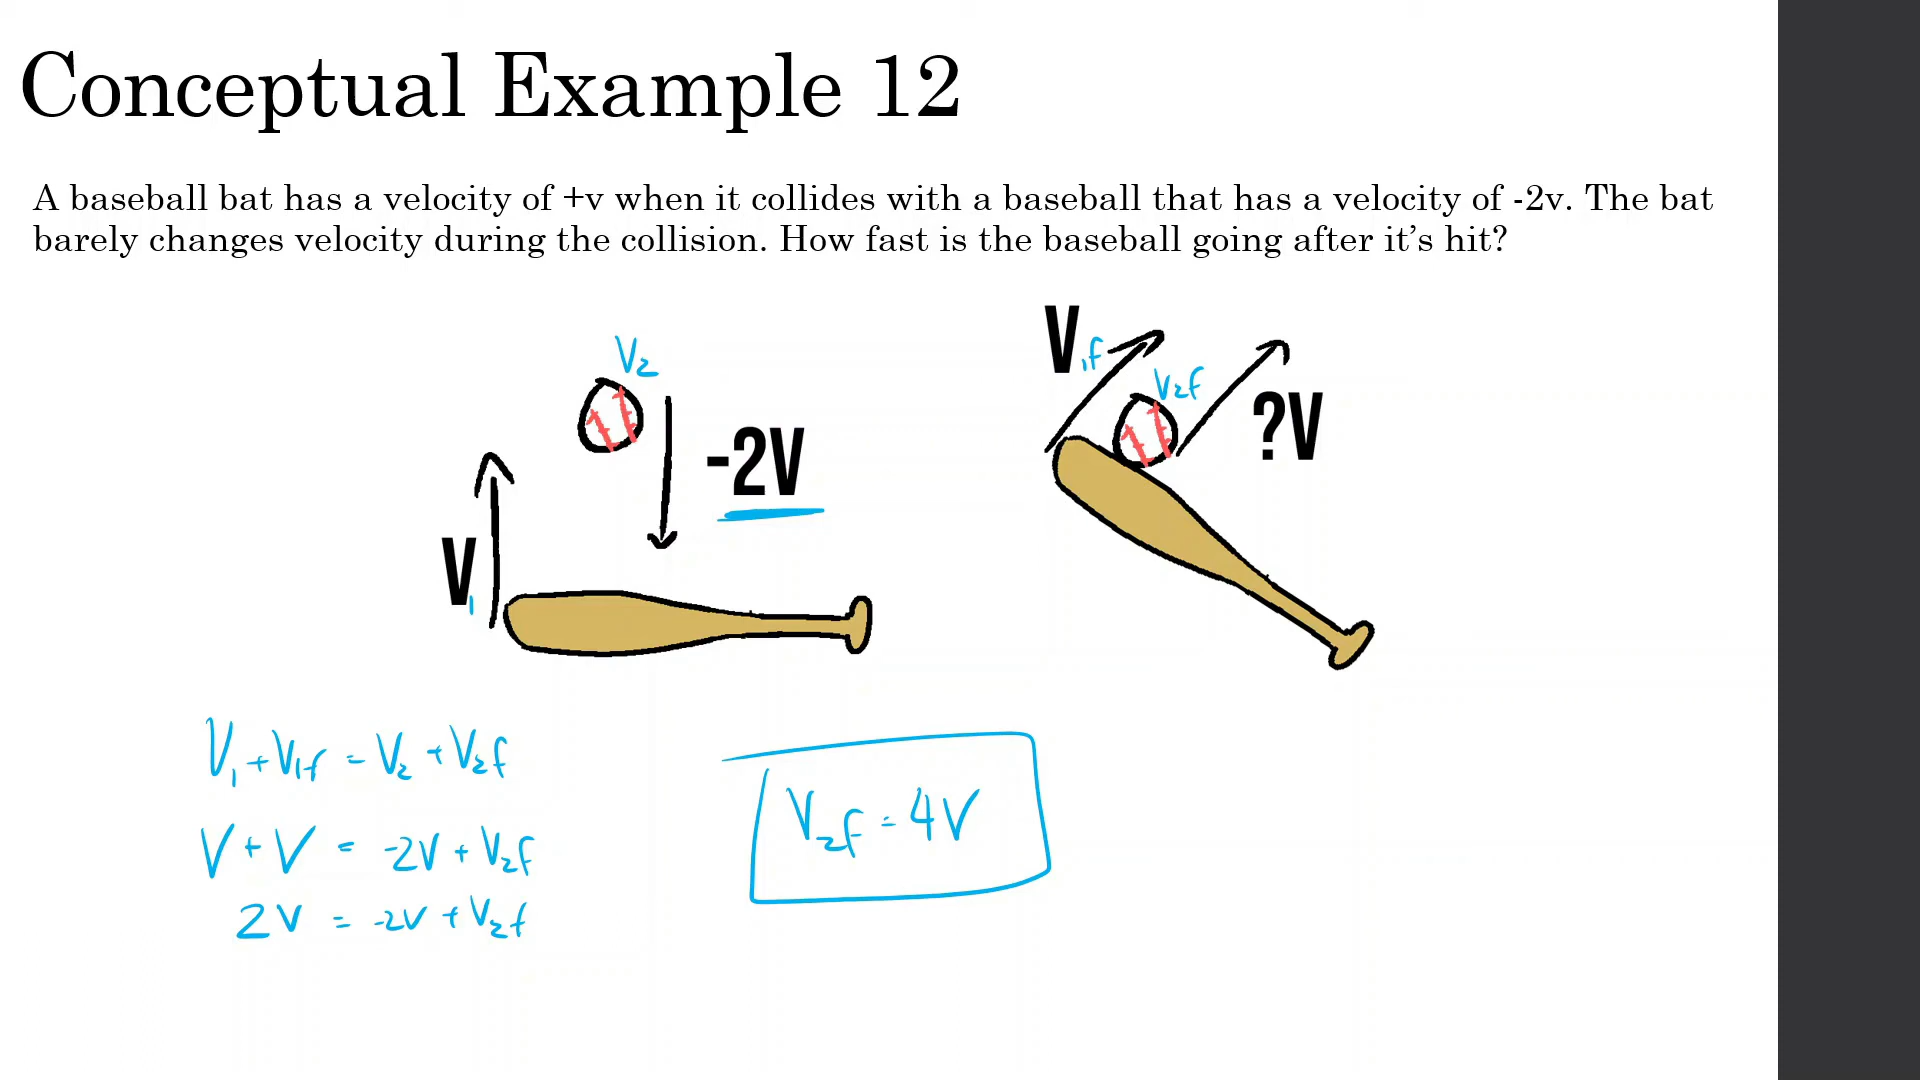 Conceptual Example 12
A baseball bat has a velocity of +v when it collides with a baseball that has a velocity of -2v. The bat
barely changes velocity during the collision. How fast is the baseball going after it’s hit?
V₂
-2V
V₁
V₁f
V₂f
?V
V₁ + V₁f = V₂ + V₂f
V + V = -2V + V₂f
2V = -2V + V₂f
V₂f = 4V